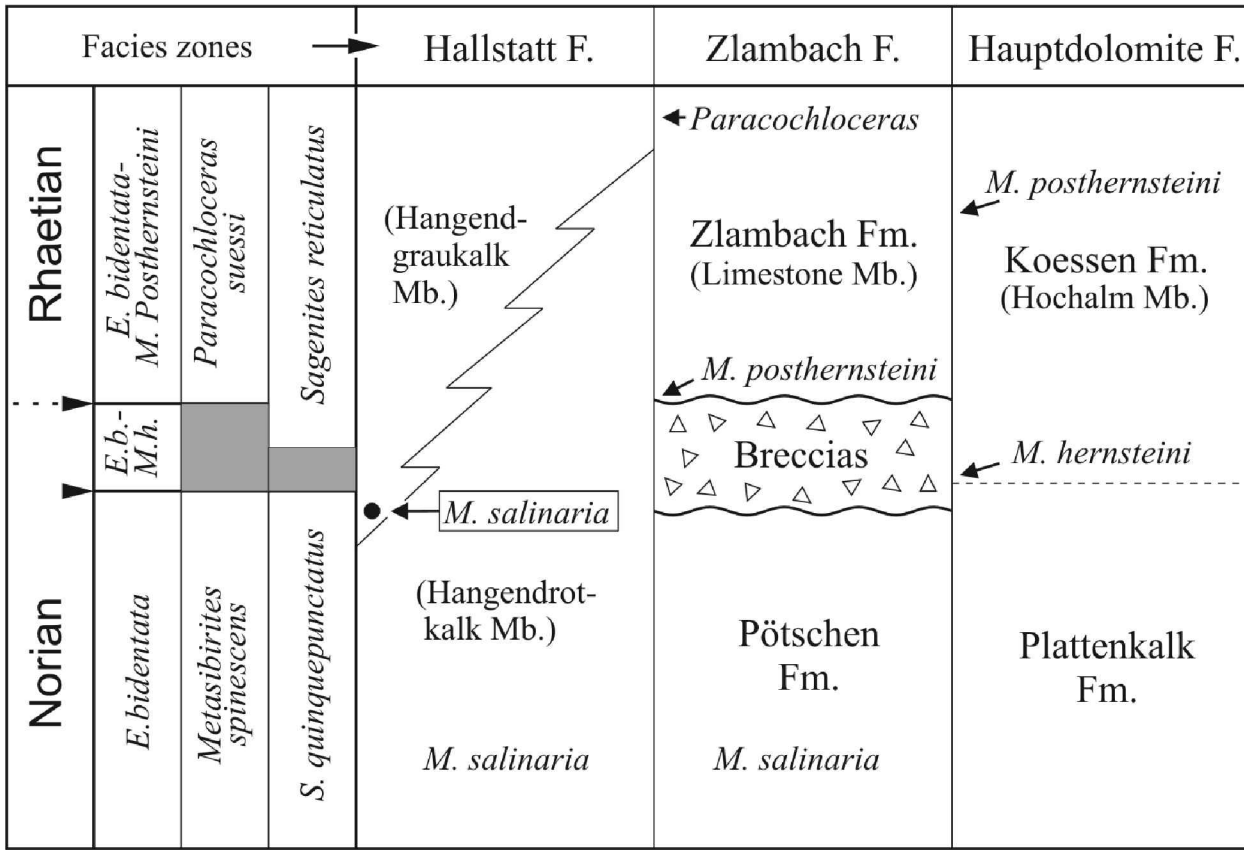 Facies zones
Hallstatt F.
Zlambach F.
Hauptdolomite F.
Rhaetian
Norian
E. bidentata-
M. Posthernsteini
E.b.-
M.h.
E.bidentata
Paracochloceras
suessi
Metasibirites
spinescens
Sagenites reticulatus
S. quinquepunctatus
(Hangend-
graukalk
Mb.)
M. salinaria
(Hangendrot-
kalk Mb.)
M. salinaria
Paracochloceras
Zlambach Fm.
(Limestone Mb.)
M. posthernsteini
Breccias
Pötschen
Fm.
M. salinaria
M. posthernsteini
Koessen Fm.
(Hochalm Mb.)
M. hernsteini
Plattenkalk
Fm.